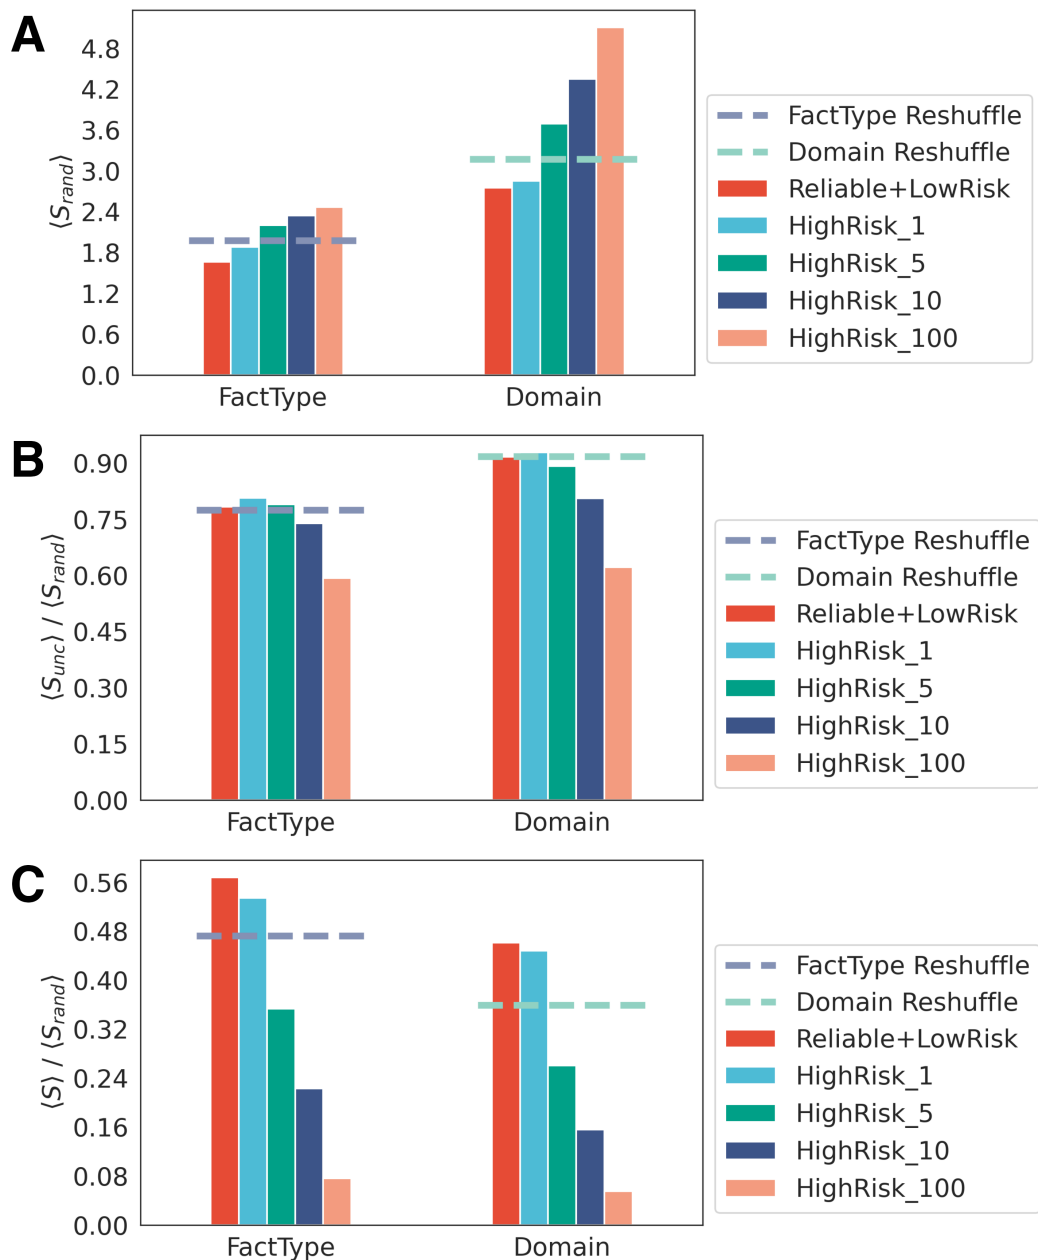 A
4.8
4.2
3.6
3.0
2.4
1.8
1.2
0.6
0.0
⟨S_rand⟩
FactType
Domain
FactType Reshuffle
Domain Reshuffle
Reliable+LowRisk
HighRisk_1
HighRisk_5
HighRisk_10
HighRisk_100
B
0.90
0.75
0.60
0.45
0.30
0.15
0.00
⟨S_unc⟩ / ⟨S_rand⟩
FactType
Domain
FactType Reshuffle
Domain Reshuffle
Reliable+LowRisk
HighRisk_1
HighRisk_5
HighRisk_10
HighRisk_100
C
0.56
0.48
0.40
0.32
0.24
0.16
0.08
0.00
⟨S⟩ / ⟨S_rand⟩
FactType
Domain
FactType Reshuffle
Domain Reshuffle
Reliable+LowRisk
HighRisk_1
HighRisk_5
HighRisk_10
HighRisk_100